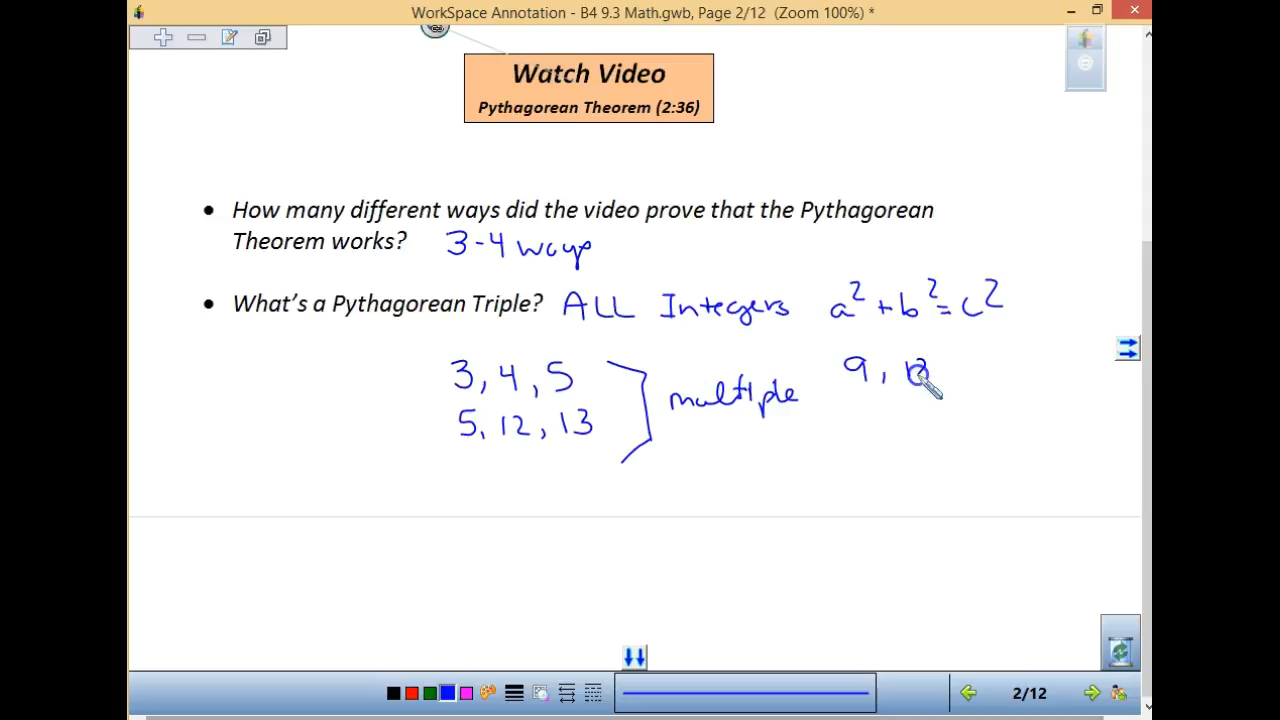 WorkSpace Annotation - B4 9.3 Math.gwb, Page 2/12 (Zoom 100%) *
Watch Video
Pythagorean Theorem (2:36)
• How many different ways did the video prove that the Pythagorean
Theorem works? 3-4 ways
• What's a Pythagorean Triple? ALL Integers a² + b² = c²
3, 4, 5
5, 12, 13
multiple
9,
2/12